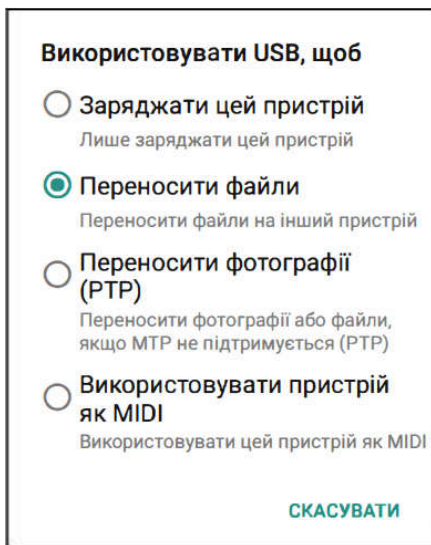 Використовувати USB, щоб
Заряджати цей пристрій
Лише заряджати цей пристрій
Переносити файли
Переносити файли на інший пристрій
Переносити фотографії
(PTP)
Переносити фотографії або файли,
якщо MTP не підтримується (PTP)
Використовувати пристрій
як MIDI
Використовувати цей пристрій як MIDI
СКАСУВАТИ